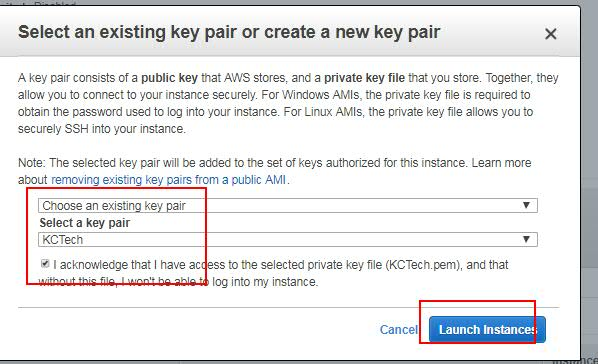 Disabled
Select an existing key pair or create a new key pair
A key pair consists of a public key that AWS stores, and a private key file that you store. Together, they
allow you to connect to your instance securely. For Windows AMIs, the private key file is required to
obtain the password used to log into your instance. For Linux AMIs, the private key file allows you to
securely SSH into your instance.
Note: The selected key pair will be added to the set of keys authorized for this instance. Learn more
about removing existing key pairs from a public AMI.
Choose an existing key pair
Select a key pair
KCTech
I acknowledge that I have access to the selected private key file (KCTech.pem), and that
without this file, I won't be able to log into my instance.
Cancel Launch Instances